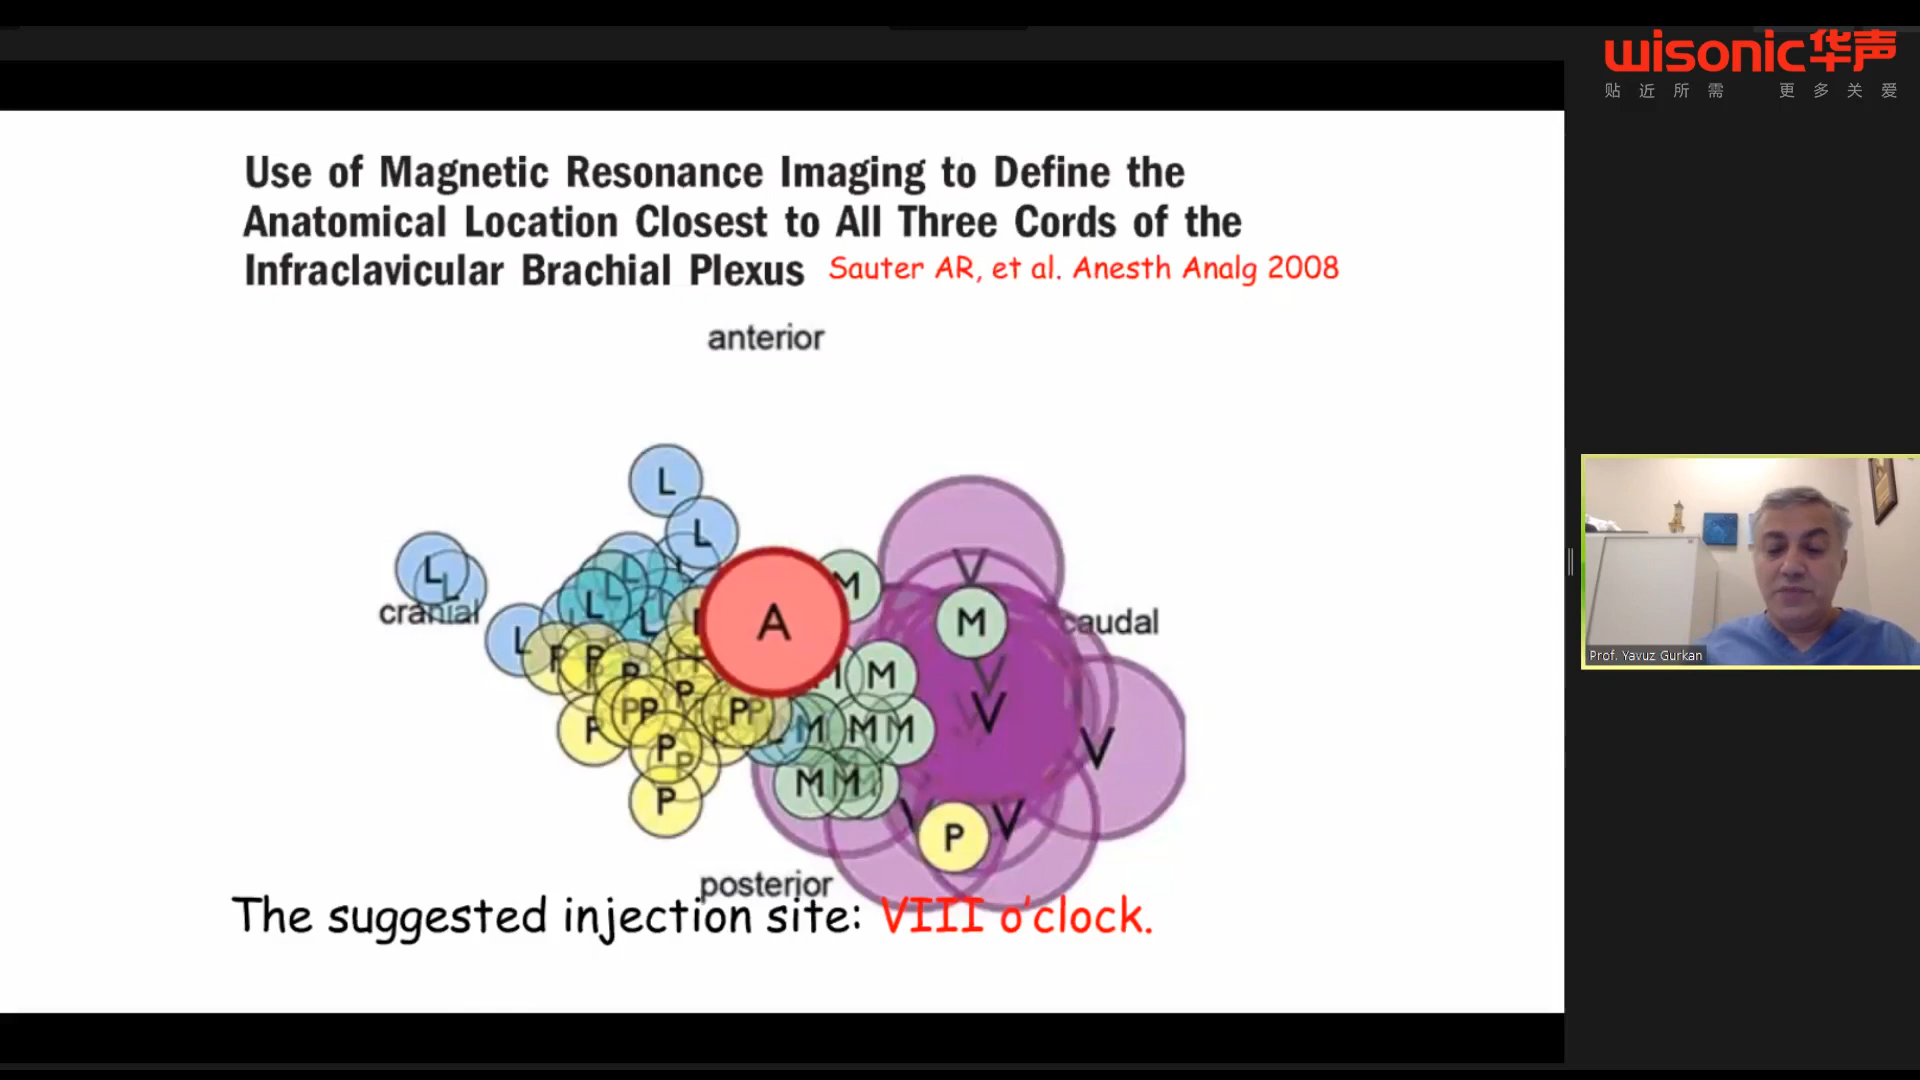 wisonic华声
贴近所需 更多关爱
Use of Magnetic Resonance Imaging to Define the
Anatomical Location Closest to All Three Cords of the
Infraclavicular Brachial Plexus Sauter AR, et al. Anesth Analg 2008
anterior
L
L
L
L
L
L
L
L
L
cranial
A
M
V
M
caudal
P
P
P
P
M
M
V
V
P
P
P
P
P
P
M
M
M
V
P
P
P
M
M
V
P
V
posterior
The suggested injection site: VIII o'clock.
Prof. Yavuz Gurkan